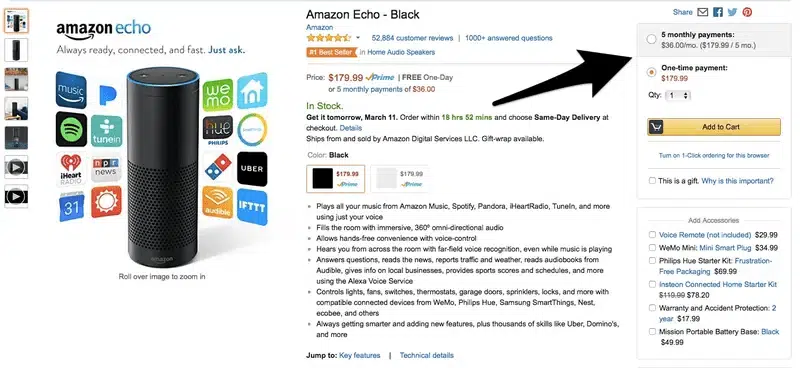 amazon echo
Always ready, connected, and fast. Just ask.
music
we
mo
tunein
hue
PHILIPS
iHeart
RADIO
npr
news
UBER
31
audible
IFTTT
amazon
Roll over image to zoom in
Amazon Echo - Black
Amazon
52,884 customer reviews | 1000+ answered questions
#1 Best Seller in Home Audio Speakers
Price: $179.99 Prime | FREE One-Day
or 5 monthly payments of $36.00
In Stock.
Get it tomorrow, March 11. Order within 18 hrs 52 mins and choose Same-Day Delivery at
checkout. Details
Ships from and sold by Amazon Digital Services LLC. Gift-wrap available.
Color: Black
$179.99
Prime
$179.99
Prime
Plays all your music from Amazon Music, Spotify, Pandora, iHeartRadio, TuneIn, and more
using just your voice
Fills the room with immersive, 360º omni-directional audio
Allows hands-free convenience with voice-control
Hears you from across the room with far-field voice recognition, even while music is playing
Answers questions, reads the news, reports traffic and weather, reads audiobooks from
Audible, gives info on local businesses, provides sports scores and schedules, and more
using the Alexa Voice Service
Controls lights, fans, switches, thermostats, garage doors, sprinklers, locks, and more with
compatible connected devices from WeMo, Philips Hue, Samsung SmartThings, Nest,
ecobee, and others
Always getting smarter and adding new features, plus thousands of skills like Uber, Domino's,
and more
Jump to: Key features | Technical details
Share
5 monthly payments:
$36.00/mo. ($179.99 / 5 mo.)
One-time payment:
$179.99
Qty: 1
Add to Cart
Turn on 1-Click ordering for this browser
This is a gift. Why is this important?
Add Accessories
Voice Remote (not included) $29.99
WeMo Mini: Mini Smart Plug $34.99
Philips Hue Starter Kit: Frustration-
Free Packaging $69.99
Insteon Connected Home Starter Kit
$119.99 $78.20
Warranty and Accident Protection: 2
year $17.99
Mission Portable Battery Base: Black
$49.99